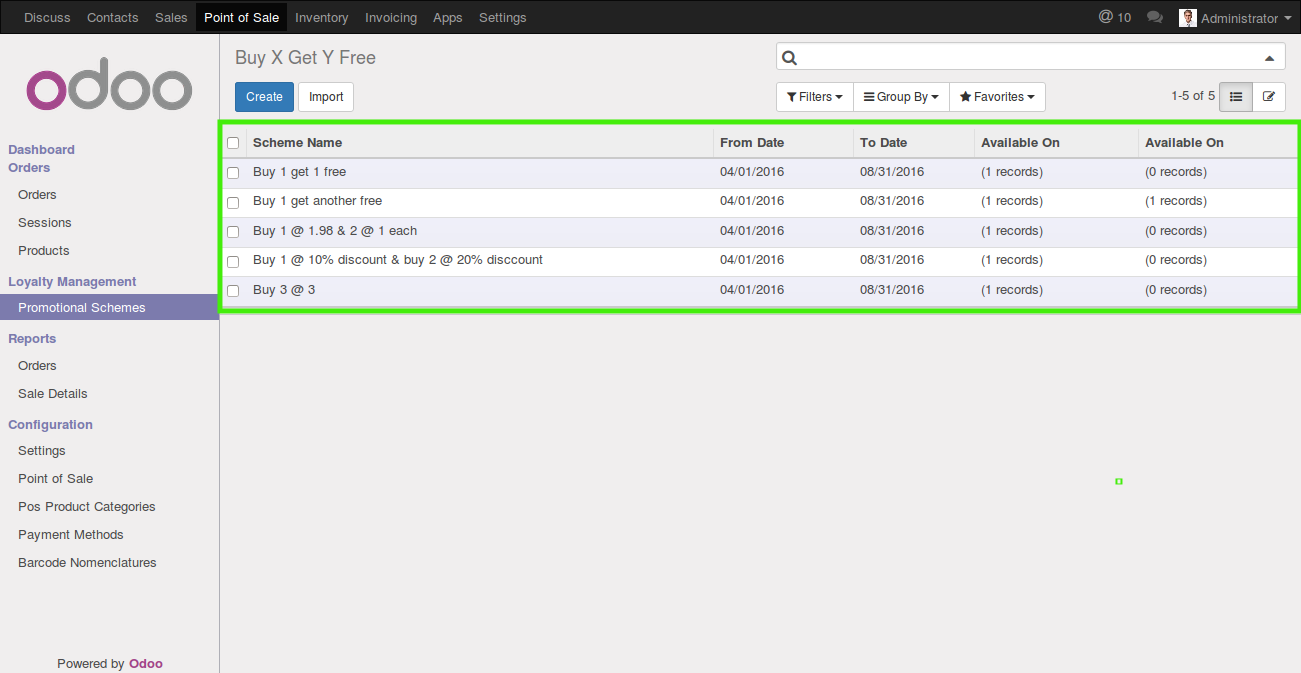 Discuss Contacts Sales Point of Sale Inventory Invoicing Apps Settings @ 10 Administrator
odoo
Buy X Get Y Free
Create Import Filters Group By Favorites 1-5 of 5
Dashboard
Orders
Orders
Sessions
Products
Loyalty Management
Promotional Schemes
Reports
Orders
Sale Details
Configuration
Settings
Point of Sale
Pos Product Categories
Payment Methods
Barcode Nomenclatures
Powered by Odoo
Scheme Name From Date To Date Available On Available On
Buy 1 get 1 free 04/01/2016 08/31/2016 (1 records) (0 records)
Buy 1 get another free 04/01/2016 08/31/2016 (1 records) (1 records)
Buy 1 @ 1.98 & 2 @ 1 each 04/01/2016 08/31/2016 (1 records) (0 records)
Buy 1 @ 10% discount & buy 2 @ 20% disccount 04/01/2016 08/31/2016 (1 records) (0 records)
Buy 3 @ 3 04/01/2016 08/31/2016 (1 records) (0 records)